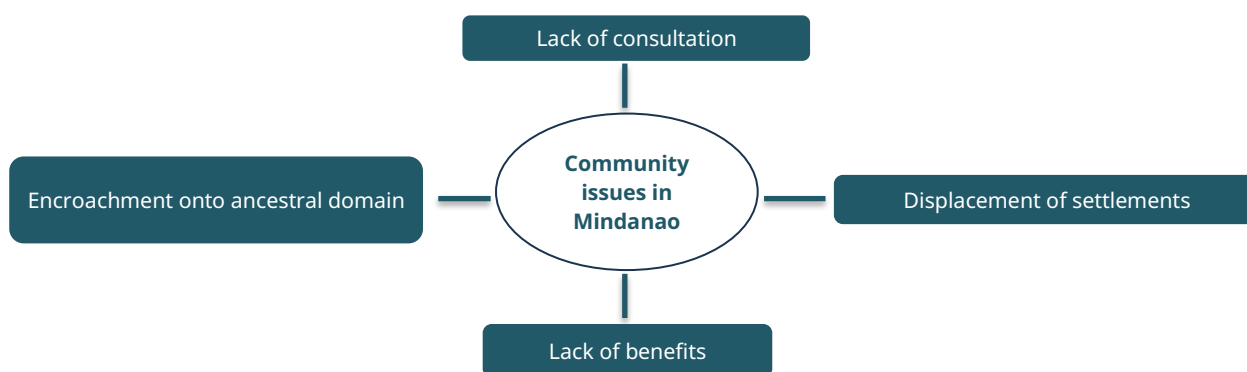 Lack of consultation
Encroachment onto ancestral domain
Community
issues in
Mindanao
Displacement of settlements
Lack of benefits